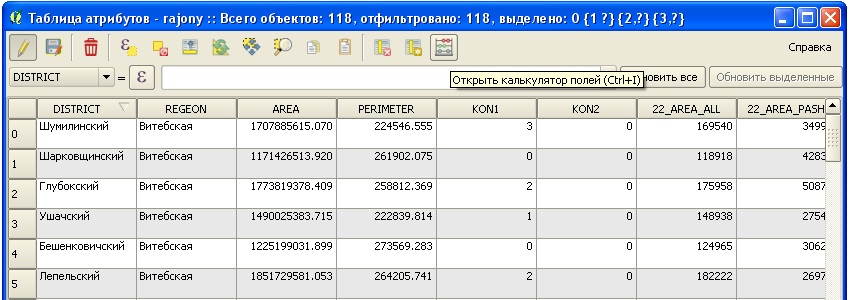 Таблица атрибутов - rajony :: Всего объектов: 118, отфильтровано: 118, выделено: 0 {1 ?} {2,?} {3,?}
Справка
DISTRICT = ε Открыть калькулятор полей (Ctrl+I) новить все Обновить выделенные
DISTRICT REGEON AREA PERIMETER KON1 KON2 22_AREA_ALL 22_AREA_PASH
0 Шумилинский Витебская 1707885615.070 224546.555 3 0 169540 3499
1 Шарковщинский Витебская 1171426513.920 261902.075 0 0 118918 4283
2 Глубокский Витебская 1773819378.409 258812.369 2 0 175958 5087
3 Ушачский Витебская 1490025383.715 222839.814 1 0 148938 2754
4 Бешенковичский Витебская 1225199031.899 273569.283 0 0 124965 3062
5 Лепельский Витебская 1851729581.053 264205.741 2 0 182222 2697